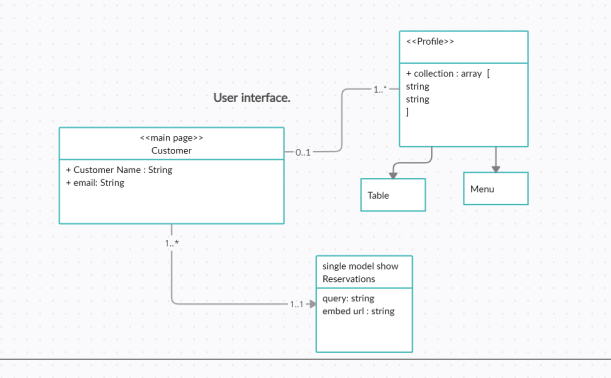 <<Profile>>
+ collection : array [
string
string
]
1..*
User interface.
<<main page>>
Customer
0..1
+ Customer Name : String
+ email: String
Table
Menu
1..*
single model show
Reservations
1..1
query: string
embed url : string